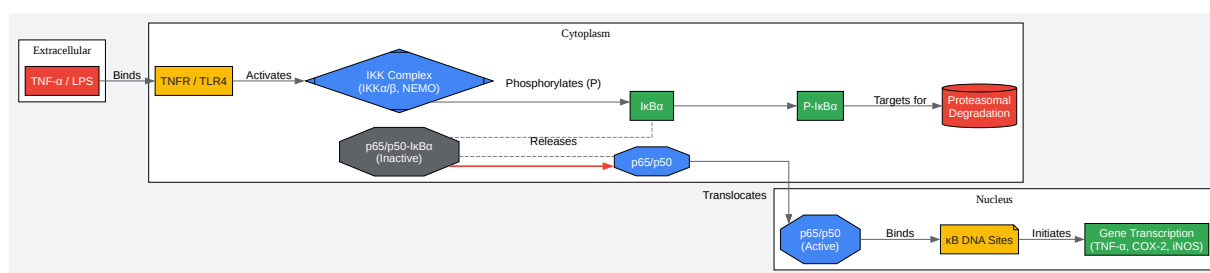 Cytoplasm
Extracellular
TNF-α / LPS
Binds
TNFR / TLR4
Activates
IKK Complex
(IKKα/β, NEMO)
Phosphorylates (P)
IκBα
P-IκBα
Targets for
Proteasomal
Degradation
p65/p50-IκBα
(Inactive)
Releases
p65/p50
Translocates
Nucleus
p65/p50
(Active)
Binds
κB DNA Sites
Initiates
Gene Transcription
(TNF-α, COX-2, iNOS)